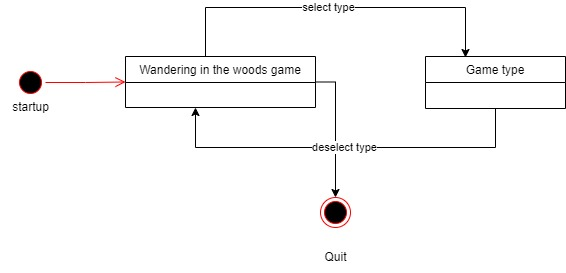 select type
Wandering in the woods game
Game type
startup
deselect type
Quit